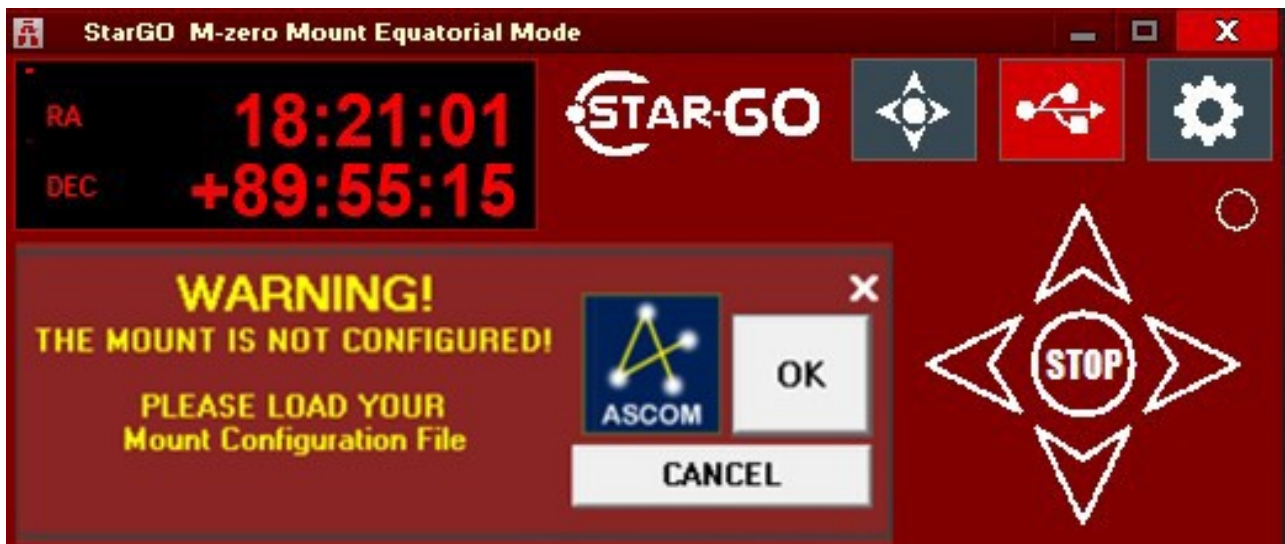 StarGO M-zero Mount Equatorial Mode
X
RA 18:21:01
DEC +89:55:15
STAR-GO
WARNING!
THE MOUNT IS NOT CONFIGURED!
PLEASE LOAD YOUR
Mount Configuration File
ASCOM
OK
CANCEL
STOP